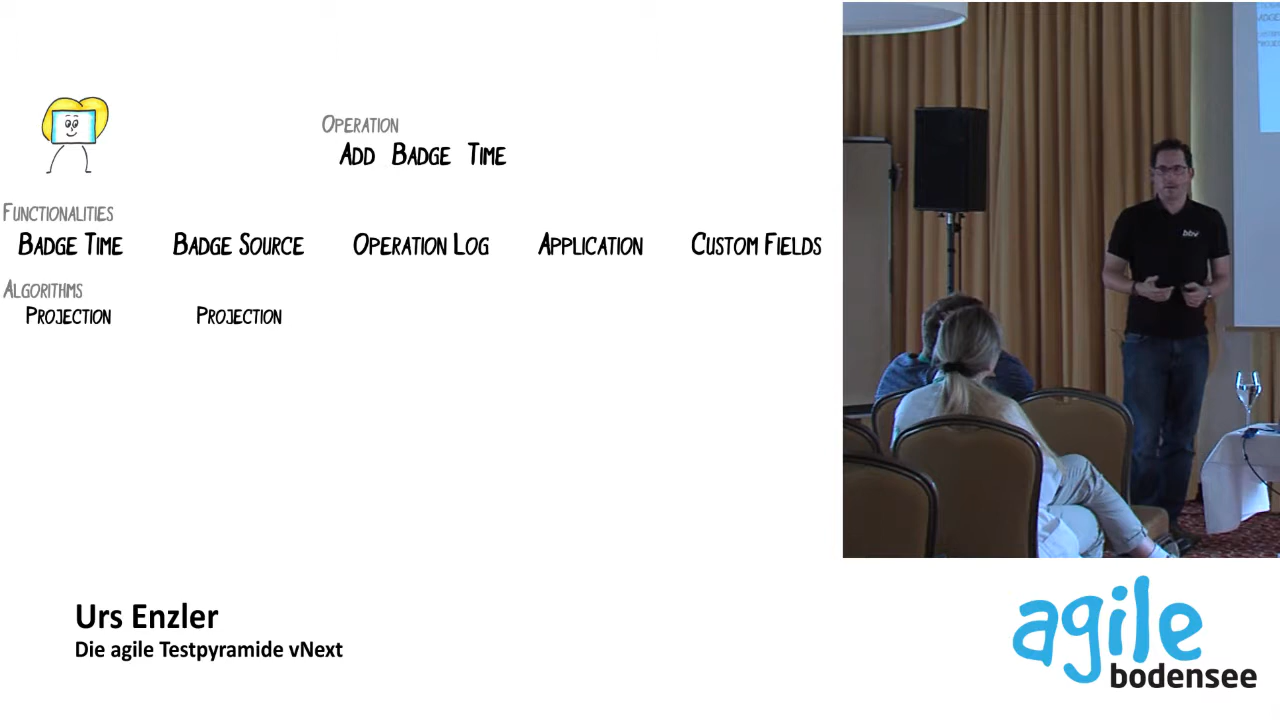 Operation
Add Badge Time
Functionalities
Badge Time Badge Source Operation Log Application Custom Fields
Algorithms
Projection Projection
bbv
Urs Enzler
Die agile Testpyramide vNext
agile
bodensee